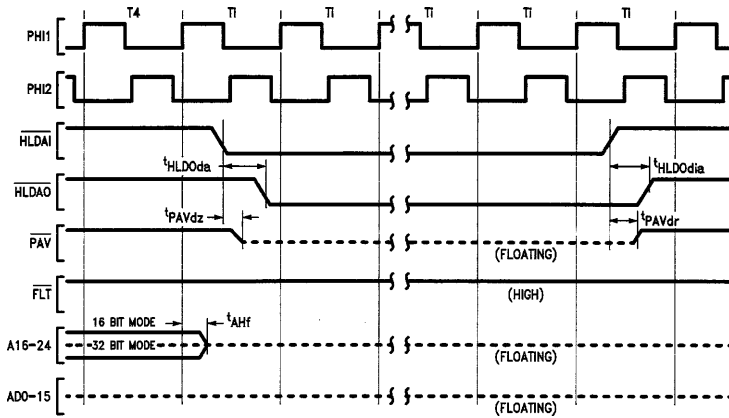 T4 Ti Ti Ti Ti Ti
PHI1
PHI2
HLDAI
tHLDOda
tHLDOdia
HLDAO
tPAVdz
tPAVdr
PAV
(FLOATING)
FLT
(HIGH)
16 BIT MODE
tAHf
A16-24
32 BIT MODE
(FLOATING)
AD0-15
(FLOATING)